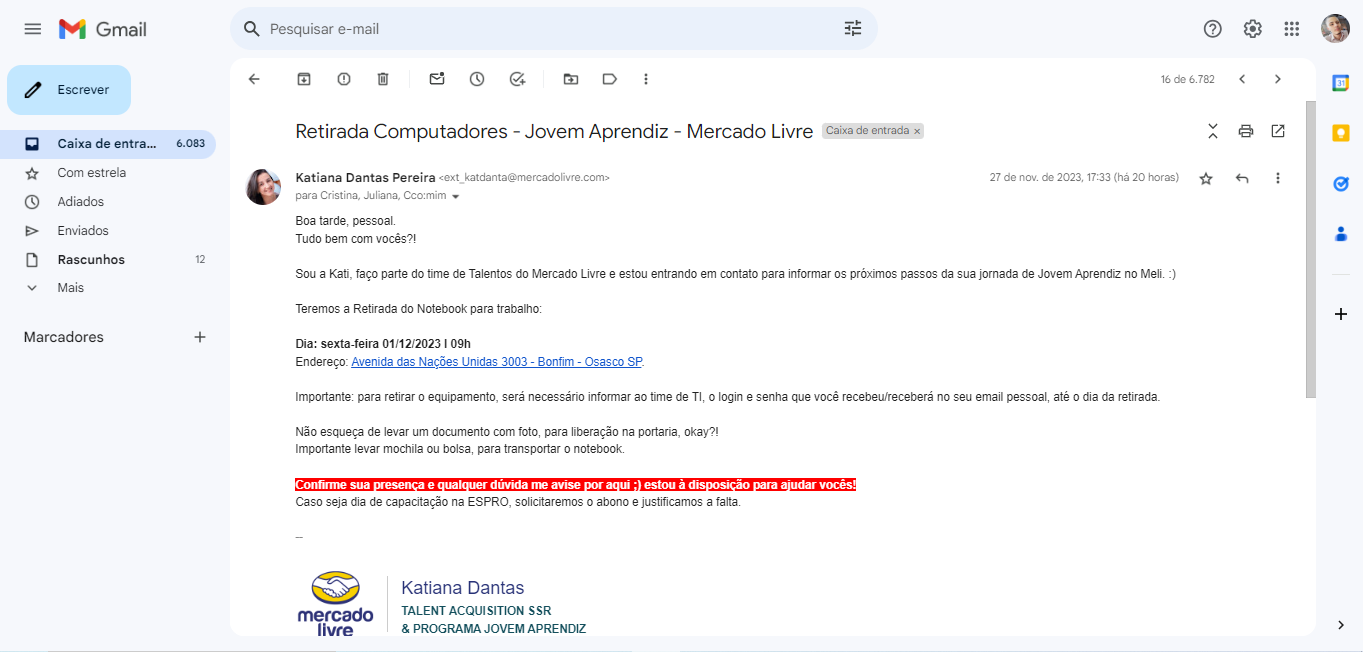 Gmail
Pesquisar e-mail
Escrever
16 de 6.782
31
Caixa de entra... 6.083
Com estrela
Adiados
Enviados
Rascunhos 12
Mais
Marcadores
Retirada Computadores - Jovem Aprendiz - Mercado Livre Caixa de entrada ×
Katiana Dantas Pereira <ext_katdanta@mercadolivre.com> 27 de nov. de 2023, 17:33 (há 20 horas)
para Cristina, Juliana, Cco:mim
Boa tarde, pessoal.
Tudo bem com vocês?!
Sou a Kati, faço parte do time de Talentos do Mercado Livre e estou entrando em contato para informar os próximos passos da sua jornada de Jovem Aprendiz no Meli. :)
Teremos a Retirada do Notebook para trabalho:
Dia: sexta-feira 01/12/2023 I 09h
Endereço: Avenida das Nações Unidas 3003 - Bonfim - Osasco SP.
Importante: para retirar o equipamento, será necessário informar ao time de TI, o login e senha que você recebeu/receberá no seu email pessoal, até o dia da retirada.
Não esqueça de levar um documento com foto, para liberação na portaria, okay?!
Importante levar mochila ou bolsa, para transportar o notebook.
Confirme sua presença e qualquer dúvida me avise por aqui ;) estou à disposição para ajudar vocês!
Caso seja dia de capacitação na ESPRO, solicitaremos o abono e justificamos a falta.
--
mercado
livre
Katiana Dantas
TALENT ACQUISITION SSR
& PROGRAMA JOVEM APRENDIZ